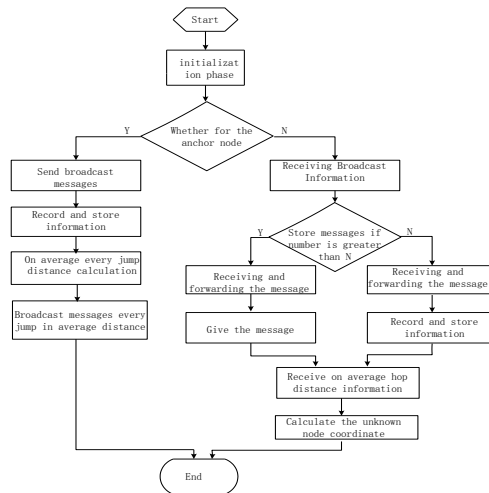 Start
initializat
ion phase
Whether for the
anchor node
Y
N
Send broadcast
messages
Receiving Broadcast
Information
Record and store
information
Store messages if
number is greater
than N
Y
N
On average every jump
distance calculation
Receiving and
forwarding the message
Receiving and
forwarding the message
Broadcast messages every
jump in average distance
Give the message
Record and store
information
Receive on average hop
distance information
Calculate the unknown
node coordinate
End